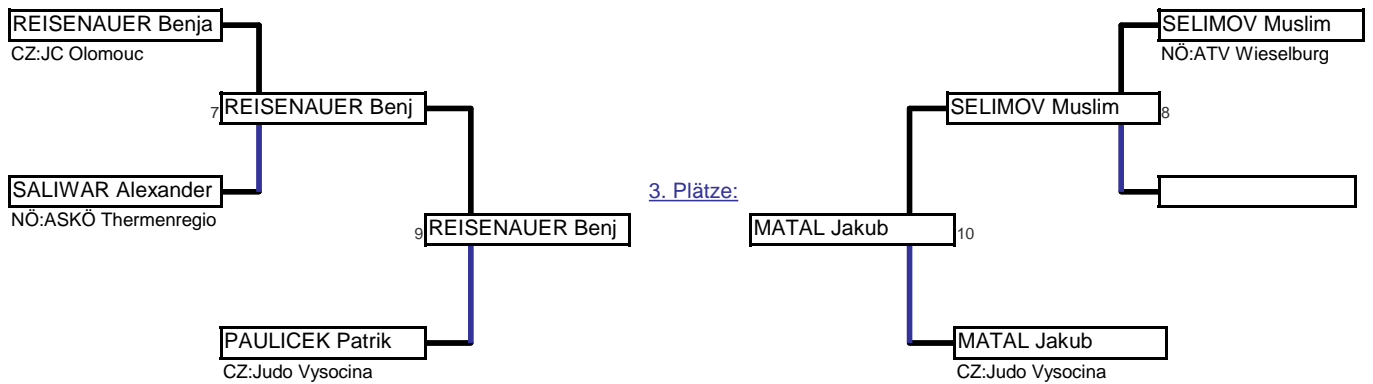 REISENAUER Benja
CZ:JC Olomouc
SELIMOV Muslim
NÖ:ATV Wieselburg
7 REISENAUER Benj
SELIMOV Muslim 8
SALIWAR Alexander
NÖ:ASKÖ Thermenregio
3. Plätze:
9 REISENAUER Benj
MATAL Jakub 10
PAULICEK Patrik
CZ:Judo Vysocina
MATAL Jakub
CZ:Judo Vysocina